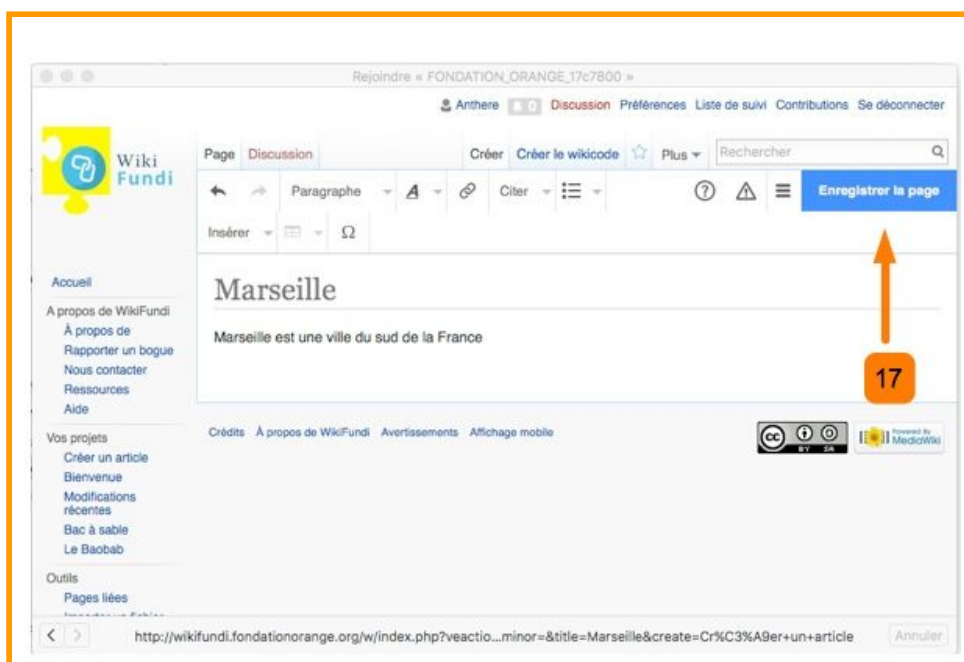 Rejoindre « FONDATION_ORANGE_17c7800 »
Anthere 0 Discussion Préférences Liste de suivi Contributions Se déconnecter
Wiki
Fundi
Page Discussion Créer Créer le wikicode Plus Rechercher
Paragraphe A Citer Enregistrer la page
Insérer Ω
Marseille
Marseille est une ville du sud de la France
17
Accueil
A propos de WikiFundi
À propos de
Rapporter un bogue
Nous contacter
Ressources
Aide
Vos projets
Créer un article
Bienvenue
Modifications
récentes
Bac à sable
Le Baobab
Outils
Pages liées
Crédits À propos de WikiFundi Avertissements Affichage mobile
cc BY SA
Powered By
MediaWiki
http://wikifundi.fondationorange.org/w/index.php?veactio...minor=&title=Marseille&create=Cr%C3%A9er+un+article Annuler